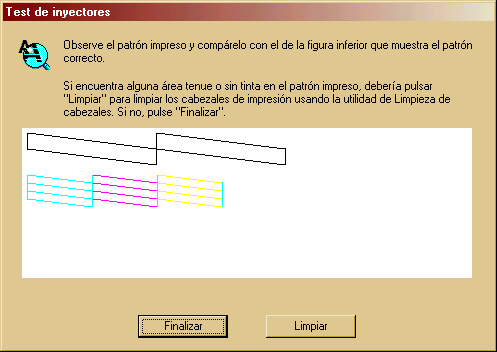 Test de inyectores
Observe el patrón impreso y compárelo con el de la figura inferior que muestra el patrón
correcto.
Si encuentra alguna área tenue o sin tinta en el patrón impreso, debería pulsar
"Limpiar" para limpiar los cabezales de impresión usando la utilidad de Limpieza de
cabezales. Si no, pulse "Finalizar".
Finalizar
Limpiar